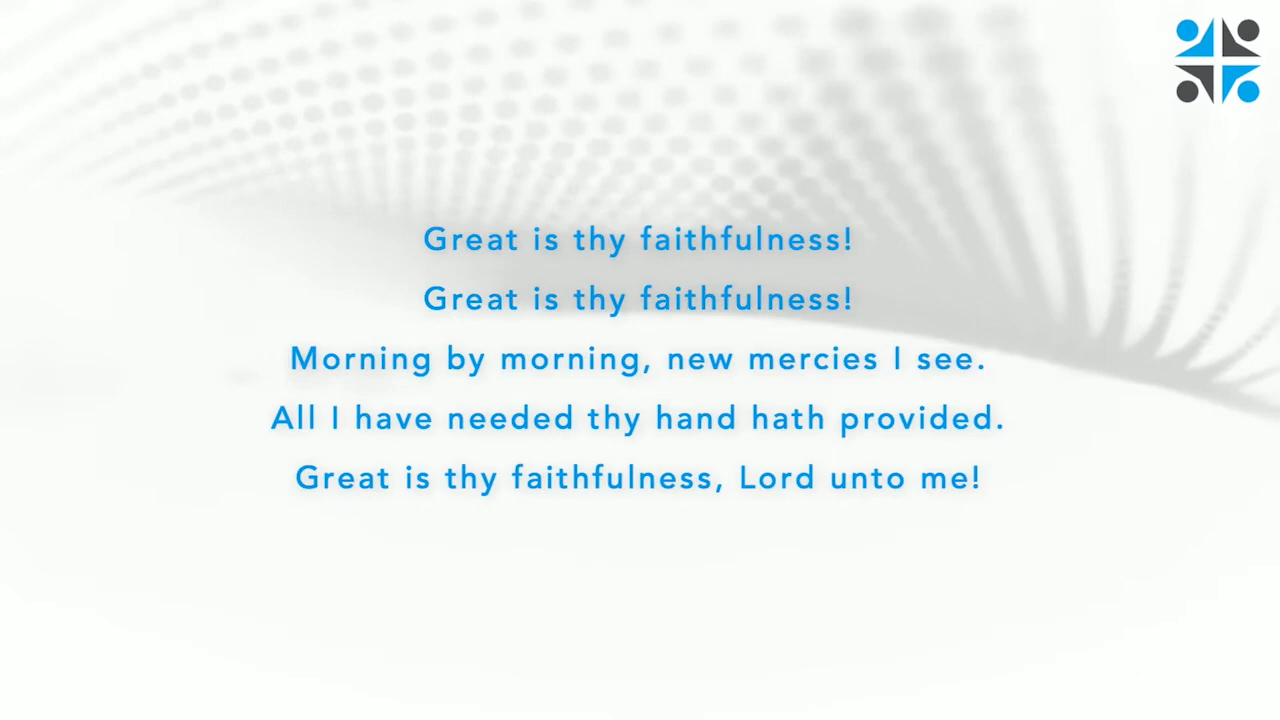 Great is thy faithfulness!
Great is thy faithfulness!
Morning by morning, new mercies I see.
All I have needed thy hand hath provided.
Great is thy faithfulness, Lord unto me!